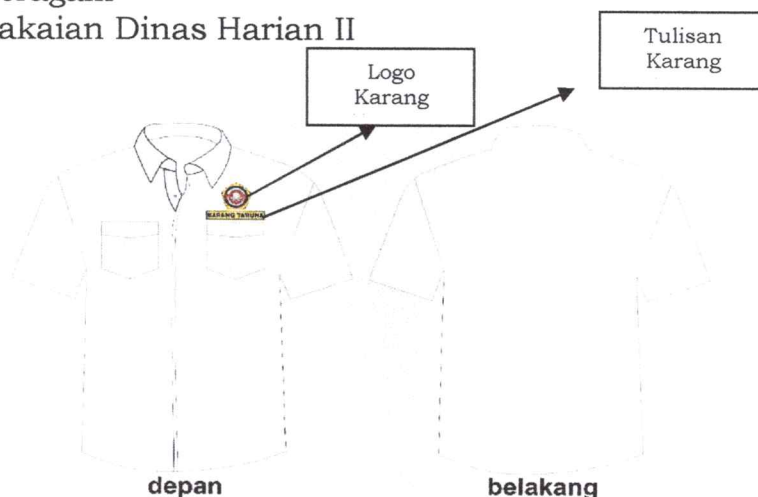 akaian Dinas Harian II
Logo
Karang
Tulisan
Karang
KARANG TARUNA
depan
belakang